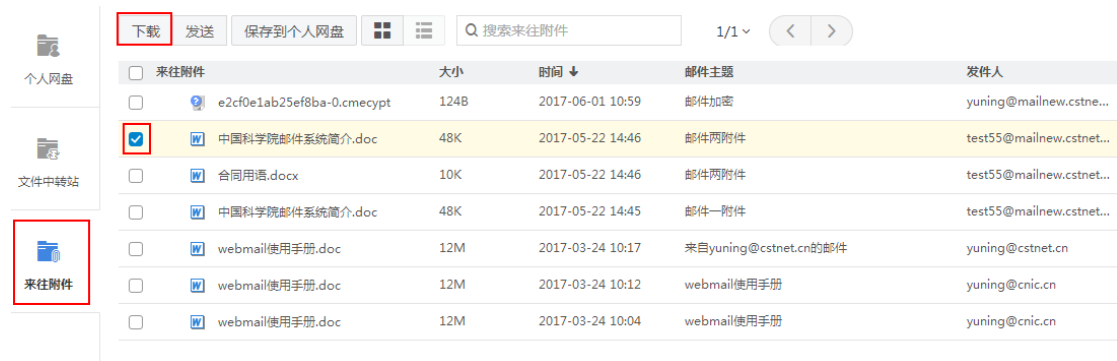 下载 发送 保存到个人网盘 搜索来往附件 1/1
个人网盘
来往附件 大小 时间 邮件主题 发件人
e2cf0e1ab25ef8ba-0.cmecypt 124B 2017-06-01 10:59 邮件加密 yuning@mailnew.cstne...
中国科学院邮件系统简介.doc 48K 2017-05-22 14:46 邮件两附件 test55@mailnew.cstnet...
文件中转站
合同用语.docx 10K 2017-05-22 14:46 邮件两附件 test55@mailnew.cstnet...
中国科学院邮件系统简介.doc 48K 2017-05-22 14:45 邮件一附件 test55@mailnew.cstnet...
webmail使用手册.doc 12M 2017-03-24 10:17 来自yuning@cstnet.cn的邮件 yuning@cstnet.cn
来往附件
webmail使用手册.doc 12M 2017-03-24 10:12 webmail使用手册 yuning@cnic.cn
webmail使用手册.doc 12M 2017-03-24 10:04 webmail使用手册 yuning@cnic.cn